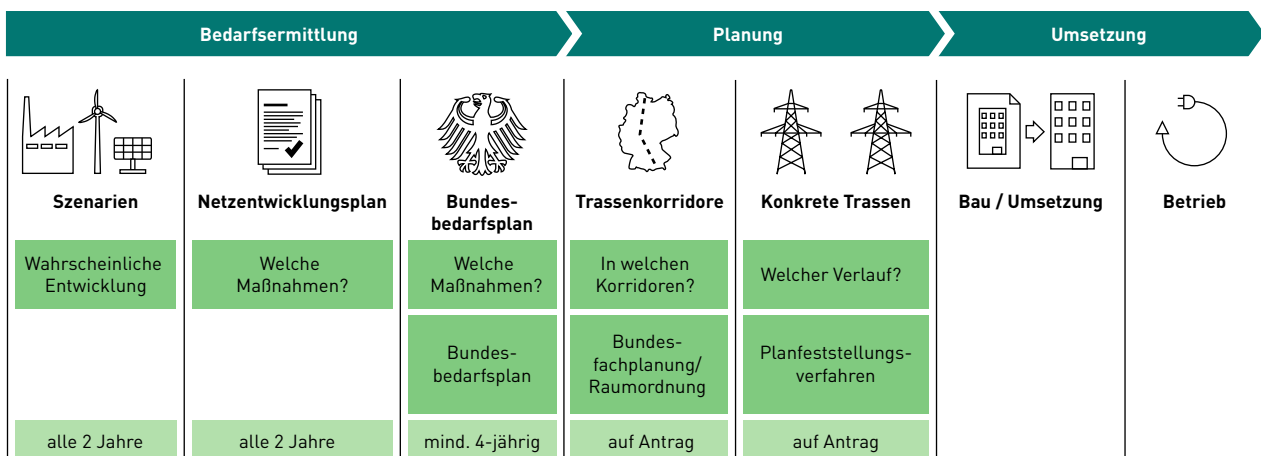 Bedarfsermittlung
Planung
Umsetzung
Szenarien
Netzentwicklungsplan
Bundes-
bedarfsplan
Trassenkorridore
Konkrete Trassen
Bau / Umsetzung
Betrieb
Wahrscheinliche
Entwicklung
Welche
Maßnahmen?
Welche
Maßnahmen?
In welchen
Korridoren?
Welcher Verlauf?
Bundes-
bedarfsplan
Bundes-
fachplanung/
Raumordnung
Planfeststellungs-
verfahren
alle 2 Jahre
alle 2 Jahre
mind. 4-jährig
auf Antrag
auf Antrag